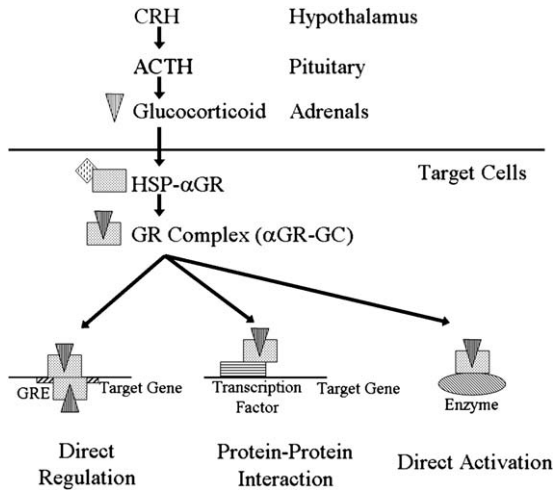 CRH Hypothalamus
ACTH Pituitary
Glucocorticoid Adrenals
HSP-αGR Target Cells
GR Complex (αGR-GC)
GRE Target Gene
Transcription Factor Target Gene
Enzyme
Direct
Regulation
Protein-Protein
Interaction
Direct Activation